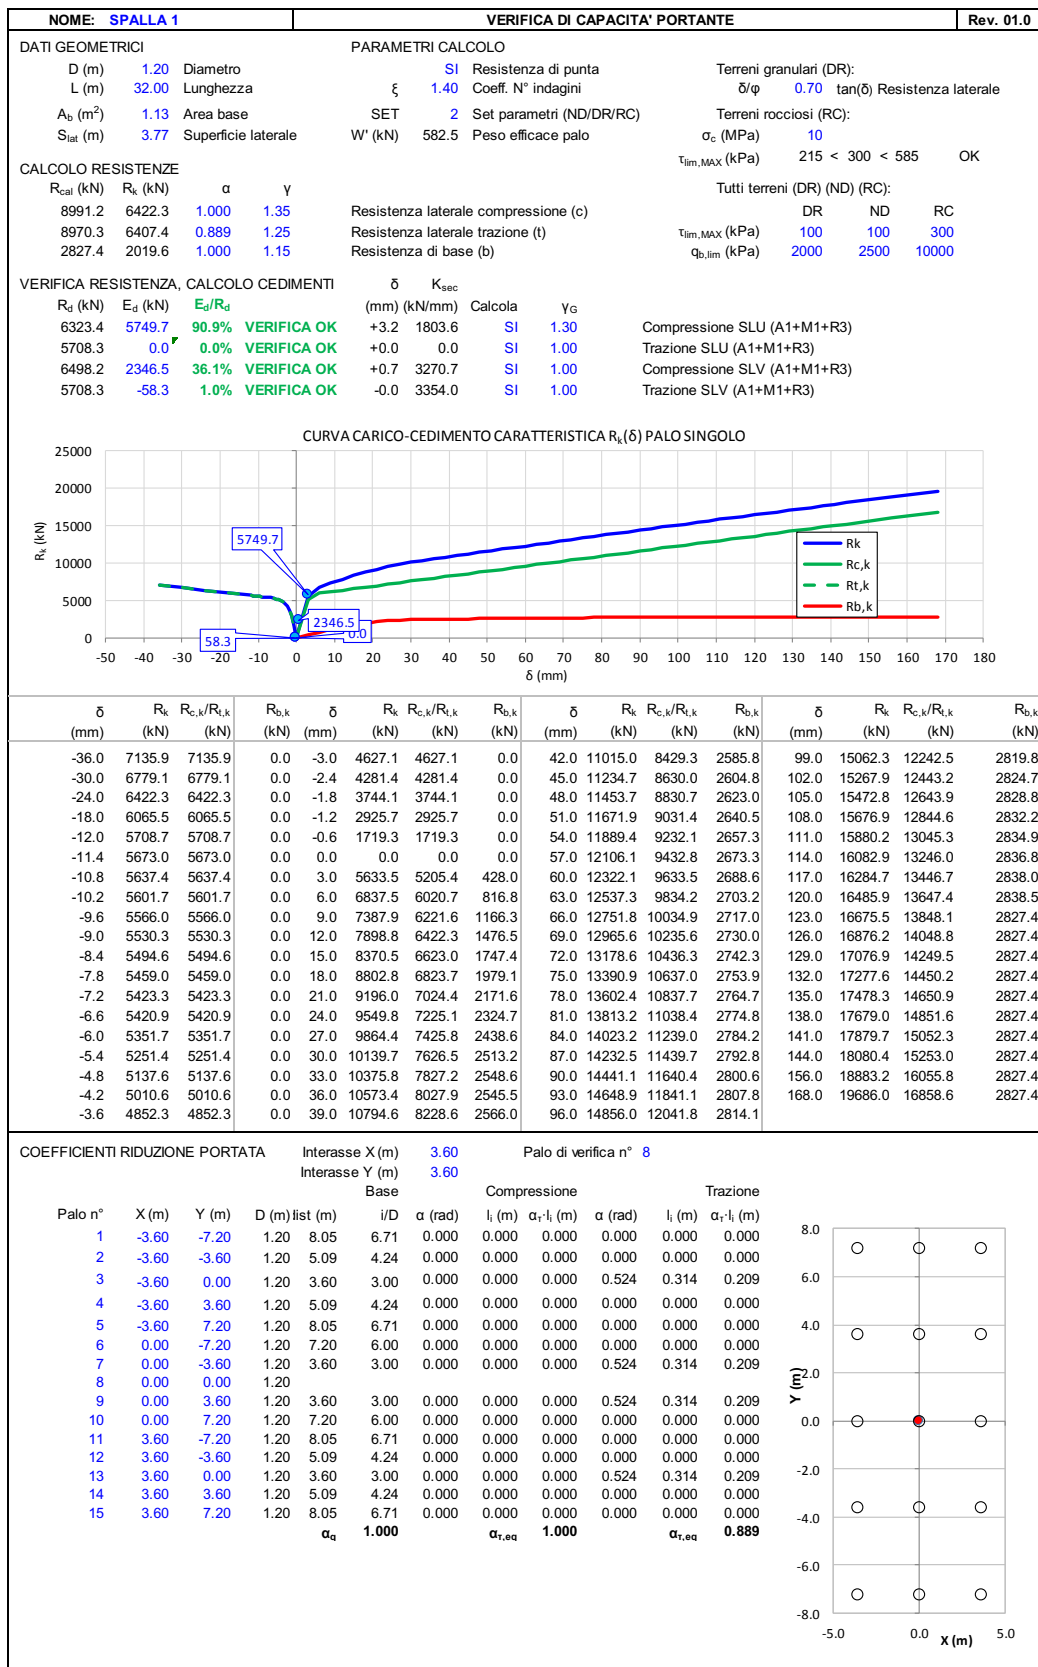 NOME: SPALLA 1 VERIFICA DI CAPACITA' PORTANTE Rev. 01.0
DATI GEOMETRICI PARAMETRI CALCOLO
D (m) 1.20 Diametro SI Resistenza di punta Terreni granulari (DR):
L (m) 32.00 Lunghezza ξ 1.40 Coeff. N° indagini δ/φ 0.70 tan(δ) Resistenza laterale
Ab (m²) 1.13 Area base SET 2 Set parametri (ND/DR/RC) Terreni rocciosi (RC):
Slat (m) 3.77 Superficie laterale W' (kN) 582.5 Peso efficace palo σc (MPa) 10
τlim,MAX (kPa) 215 < 300 < 585 OK
CALCOLO RESISTENZE
Rcal (kN) Rk (kN) α γ Tutti terreni (DR) (ND) (RC):
8991.2 6422.3 1.000 1.35 Resistenza laterale compressione (c) DR ND RC
8970.3 6407.4 0.889 1.25 Resistenza laterale trazione (t) τlim,MAX (kPa) 100 100 300
2827.4 2019.6 1.000 1.15 Resistenza di base (b) qb,lim (kPa) 2000 2500 10000
VERIFICA RESISTENZA, CALCOLO CEDIMENTI δ Ksec
Rd (kN) Ed (kN) Ed/Rd (mm) (kN/mm) Calcola γG
6323.4 5749.7 90.9% VERIFICA OK +3.2 1803.6 SI 1.30 Compressione SLU (A1+M1+R3)
5708.3 0.0 0.0% VERIFICA OK +0.0 0.0 SI 1.00 Trazione SLU (A1+M1+R3)
6498.2 2346.5 36.1% VERIFICA OK +0.7 3270.7 SI 1.00 Compressione SLV (A1+M1+R3)
5708.3 -58.3 1.0% VERIFICA OK -0.0 3354.0 SI 1.00 Trazione SLV (A1+M1+R3)
CURVA CARICO-CEDIMENTO CARATTERISTICA Rk(δ) PALO SINGOLO
25000
20000
15000
10000
5000
0
Rk (kN)
5749.7
2346.5
0.0
58.3
Rk
Rc,k
Rt,k
Rb,k
-50 -40 -30 -20 -10 0 10 20 30 40 50 60 70 80 90 100 110 120 130 140 150 160 170 180
δ (mm)
δ Rk Rc,k/Rt,k Rb,k δ Rk Rc,k/Rt,k Rb,k δ Rk Rc,k/Rt,k Rb,k δ Rk Rc,k/Rt,k Rb,k
(mm) (kN) (kN) (kN) (mm) (kN) (kN) (kN) (mm) (kN) (kN) (kN) (mm) (kN) (kN) (kN)
-36.0 7135.9 7135.9 0.0 -3.0 4627.1 4627.1 0.0 42.0 11015.0 8429.3 2585.8 99.0 15062.3 12242.5 2819.8
-30.0 6779.1 6779.1 0.0 -2.4 4281.4 4281.4 0.0 45.0 11234.7 8630.0 2604.8 102.0 15267.9 12443.2 2824.7
-24.0 6422.3 6422.3 0.0 -1.8 3744.1 3744.1 0.0 48.0 11453.7 8830.7 2623.0 105.0 15472.8 12643.9 2828.8
-18.0 6065.5 6065.5 0.0 -1.2 2925.7 2925.7 0.0 51.0 11671.9 9031.4 2640.5 108.0 15676.9 12844.6 2832.2
-12.0 5708.7 5708.7 0.0 -0.6 1719.3 1719.3 0.0 54.0 11889.4 9232.1 2657.3 111.0 15880.2 13045.3 2834.9
-11.4 5673.0 5673.0 0.0 0.0 0.0 0.0 0.0 57.0 12106.1 9432.8 2673.3 114.0 16082.9 13246.0 2836.8
-10.8 5637.4 5637.4 0.0 3.0 5633.5 5205.4 428.0 60.0 12322.1 9633.5 2688.6 117.0 16284.7 13446.7 2838.0
-10.2 5601.7 5601.7 0.0 6.0 6837.5 6020.7 816.8 63.0 12537.3 9834.2 2703.2 120.0 16485.9 13647.4 2838.5
-9.6 5566.0 5566.0 0.0 9.0 7387.9 6221.6 1166.3 66.0 12751.8 10034.9 2717.0 123.0 16675.5 13848.1 2827.4
-9.0 5530.3 5530.3 0.0 12.0 7898.8 6422.3 1476.5 69.0 12965.6 10235.6 2730.0 126.0 16876.2 14048.8 2827.4
-8.4 5494.6 5494.6 0.0 15.0 8370.5 6623.0 1747.4 72.0 13178.6 10436.3 2742.3 129.0 17076.9 14249.5 2827.4
-7.8 5459.0 5459.0 0.0 18.0 8802.8 6823.7 1979.1 75.0 13390.9 10637.0 2753.9 132.0 17277.6 14450.2 2827.4
-7.2 5423.3 5423.3 0.0 21.0 9196.0 7024.4 2171.6 78.0 13602.4 10837.7 2764.7 135.0 17478.3 14650.9 2827.4
-6.6 5420.9 5420.9 0.0 24.0 9549.8 7225.1 2324.7 81.0 13813.2 11038.4 2774.8 138.0 17679.0 14851.6 2827.4
-6.0 5351.7 5351.7 0.0 27.0 9864.4 7425.8 2438.6 84.0 14023.2 11239.0 2784.2 141.0 17879.7 15052.3 2827.4
-5.4 5251.4 5251.4 0.0 30.0 10139.7 7626.5 2513.2 87.0 14232.5 11439.7 2792.8 144.0 18080.4 15253.0 2827.4
-4.8 5137.6 5137.6 0.0 33.0 10375.8 7827.2 2548.6 90.0 14441.1 11640.4 2800.6 156.0 18883.2 16055.8 2827.4
-4.2 5010.6 5010.6 0.0 36.0 10573.4 8027.9 2545.5 93.0 14648.9 11841.1 2807.8 168.0 19686.0 16858.6 2827.4
-3.6 4852.3 4852.3 0.0 39.0 10794.6 8228.6 2566.0 96.0 14856.0 12041.8 2814.1
COEFFICIENTI RIDUZIONE PORTATA Interasse X (m) 3.60 Palo di verifica n° 8
Interasse Y (m) 3.60
Base Compressione Trazione
Palo n° X (m) Y (m) D (m) list (m) i/D α (rad) li (m) ατ·li (m) α (rad) li (m) ατ·li (m)
1 -3.60 -7.20 1.20 8.05 6.71 0.000 0.000 0.000 0.000 0.000 0.000
2 -3.60 -3.60 1.20 5.09 4.24 0.000 0.000 0.000 0.000 0.000 0.000
3 -3.60 0.00 1.20 3.60 3.00 0.000 0.000 0.000 0.524 0.314 0.209
4 -3.60 3.60 1.20 5.09 4.24 0.000 0.000 0.000 0.000 0.000 0.000
5 -3.60 7.20 1.20 8.05 6.71 0.000 0.000 0.000 0.000 0.000 0.000
6 0.00 -7.20 1.20 7.20 6.00 0.000 0.000 0.000 0.000 0.000 0.000
7 0.00 -3.60 1.20 3.60 3.00 0.000 0.000 0.000 0.524 0.314 0.209
8 0.00 0.00 1.20
9 0.00 3.60 1.20 3.60 3.00 0.000 0.000 0.000 0.524 0.314 0.209
10 0.00 7.20 1.20 7.20 6.00 0.000 0.000 0.000 0.000 0.000 0.000
11 3.60 -7.20 1.20 8.05 6.71 0.000 0.000 0.000 0.000 0.000 0.000
12 3.60 -3.60 1.20 5.09 4.24 0.000 0.000 0.000 0.000 0.000 0.000
13 3.60 0.00 1.20 3.60 3.00 0.000 0.000 0.000 0.524 0.314 0.209
14 3.60 3.60 1.20 5.09 4.24 0.000 0.000 0.000 0.000 0.000 0.000
15 3.60 7.20 1.20 8.05 6.71 0.000 0.000 0.000 0.000 0.000 0.000
αq 1.000 ατ,eq 1.000 ατ,eq 0.889
8.0
6.0
4.0
2.0
0.0
-2.0
-4.0
-6.0
-8.0
Y (m)
-5.0 0.0 5.0
X (m)